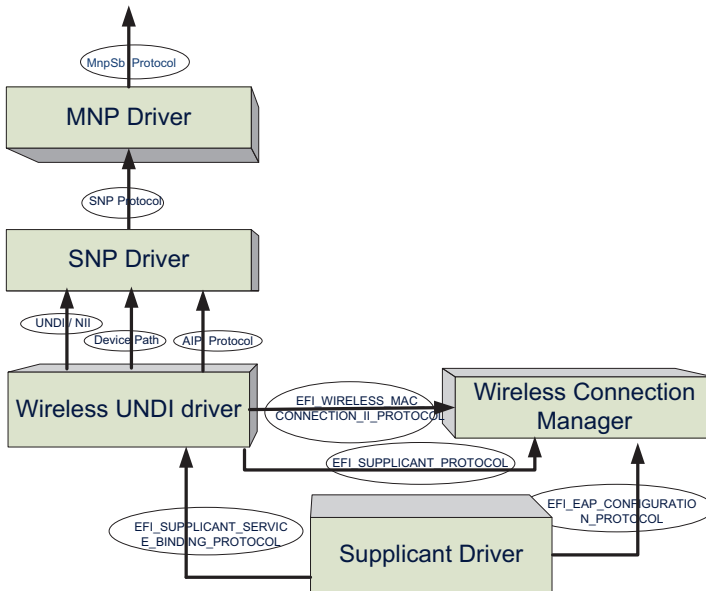 MnpSb Protocol
MNP Driver
SNP Protocol
SNP Driver
UNDI / NII
Device Path
AIP Protocol
Wireless UNDI driver
EFI_WIRELESS_MAC
CONNECTION_II_PROTOCOL
Wireless Connection
Manager
EFI_SUPPLICANT_PROTOCOL
EFI_SUPPLICANT_SERVIC
E_BINDING_PROTOCOL
Supplicant Driver
EFI_EAP_CONFIGURATIO
N_PROTOCOL